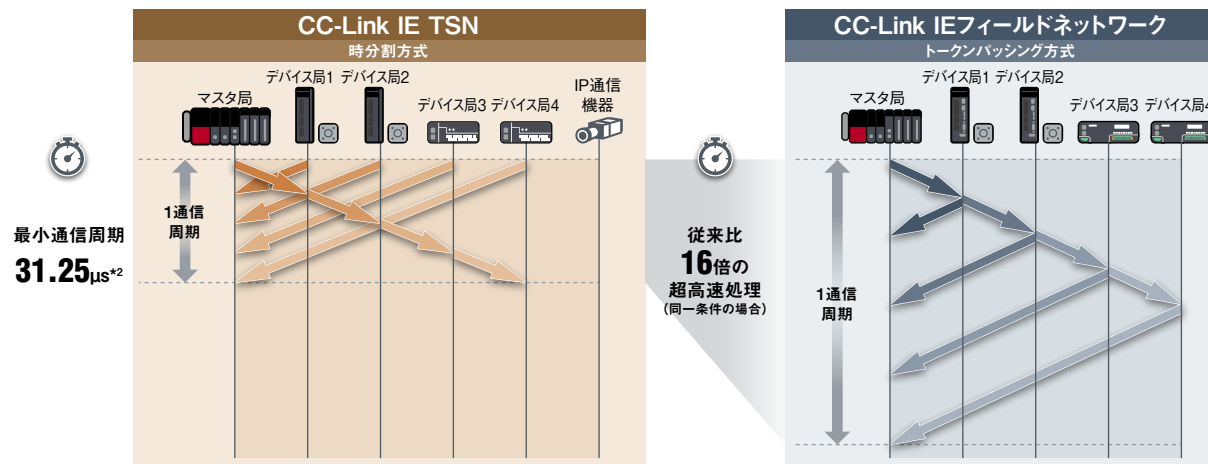 最小通信周期
31.25μs*2
CC-Link IE TSN
時分割方式
マスタ局
デバイス局1
デバイス局2
デバイス局3
デバイス局4
IP通信
機器
1通信
周期
従来比
16倍の
超高速処理
(同一条件の場合)
CC-Link IEフィールドネットワーク
トークンパッシング方式
マスタ局
デバイス局1
デバイス局2
デバイス局3
デバイス局4
1通信
周期